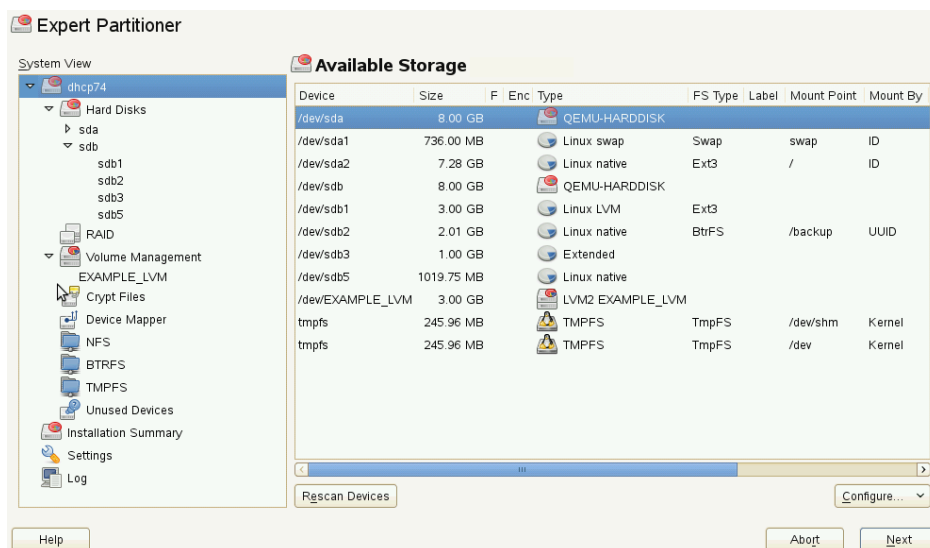 Expert Partitioner
System View
dhcp74
Hard Disks
sda
sdb
sdb1
sdb2
sdb3
sdb5
RAID
Volume Management
EXAMPLE_LVM
Crypt Files
Device Mapper
NFS
BTRFS
TMPFS
Unused Devices
Installation Summary
Settings
Log
Available Storage
Device Size F Enc Type FS Type Label Mount Point Mount By
/dev/sda 8.00 GB QEMU-HARDDISK
/dev/sda1 736.00 MB Linux swap Swap swap ID
/dev/sda2 7.28 GB Linux native Ext3 / ID
/dev/sdb 8.00 GB QEMU-HARDDISK
/dev/sdb1 3.00 GB Linux LVM Ext3
/dev/sdb2 2.01 GB Linux native BtrFS /backup UUID
/dev/sdb3 1.00 GB Extended
/dev/sdb5 1019.75 MB Linux native
/dev/EXAMPLE_LVM 3.00 GB LVM2 EXAMPLE_LVM
tmpfs 245.96 MB TMPFS TmpFS /dev/shm Kernel
tmpfs 245.96 MB TMPFS TmpFS /dev Kernel
Rescan Devices Configure...
Help Abort Next